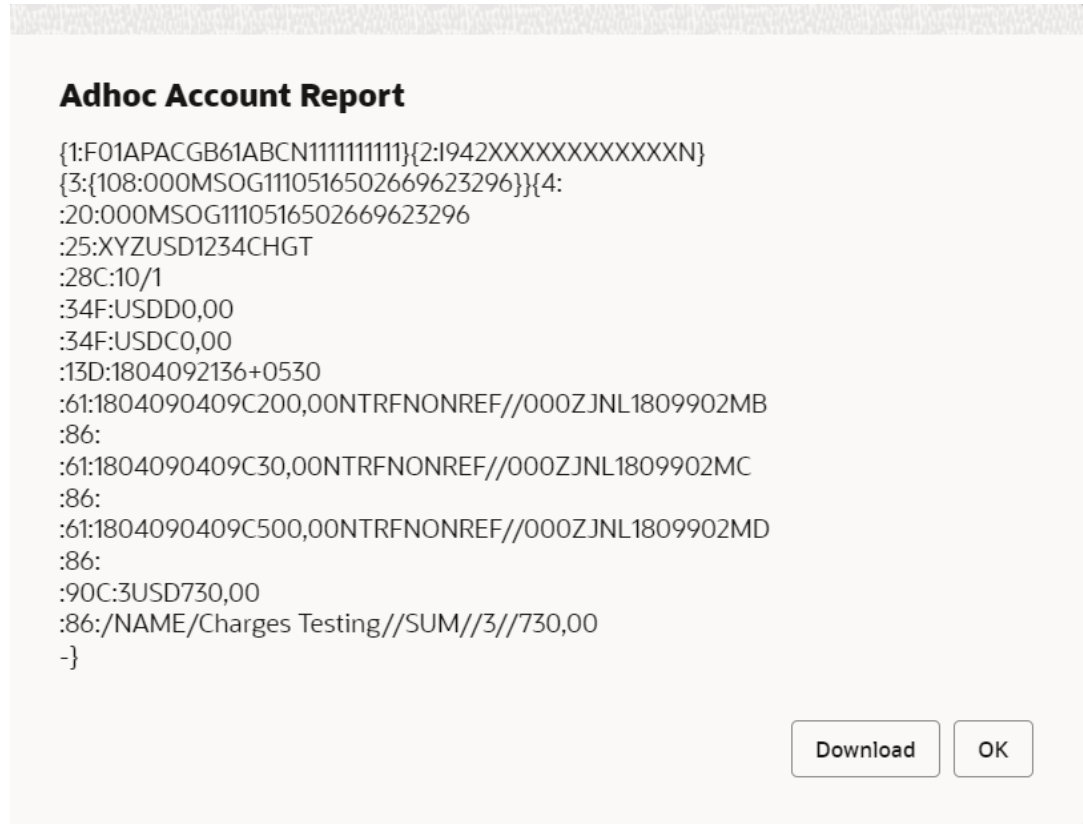 Adhoc Account Report
{1:F01APACGB61ABCN1111111111}{2:I942XXXXXXXXXXXXN}
{3:{108:000MSOG1110516502669623296}}{4:
:20:000MSOG1110516502669623296
:25:XYZUSD1234CHGT
:28C:10/1
:34F:USDD0,00
:34F:USDC0,00
:13D:1804092136+0530
:61:1804090409C200,00NTRFNONREF//000ZJNL1809902MB
:86:
:61:1804090409C30,00NTRFNONREF//000ZJNL1809902MC
:86:
:61:1804090409C500,00NTRFNONREF//000ZJNL1809902MD
:86:
:90C:3USD730,00
:86:/NAME/Charges Testing//SUM//3//730,00
-}
Download OK